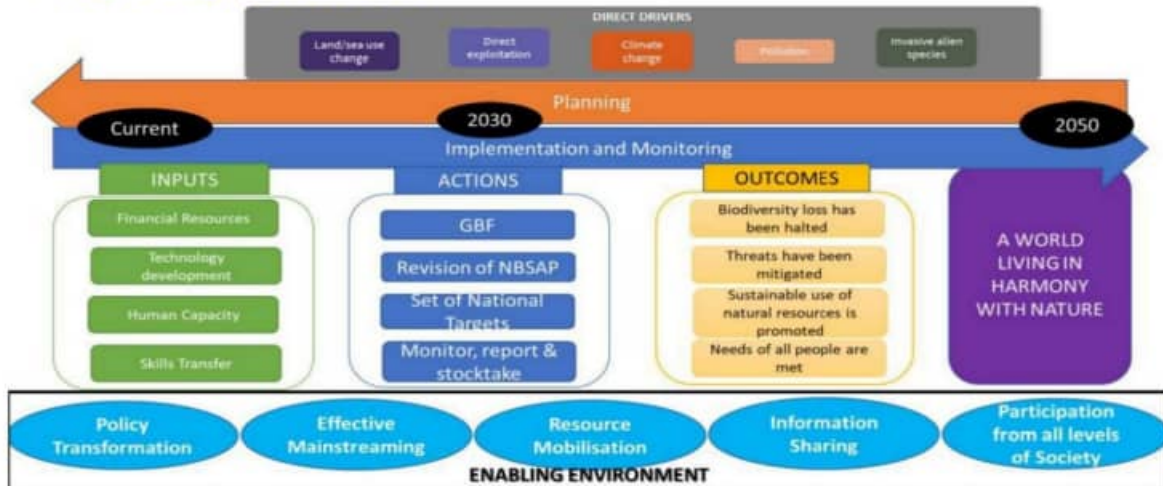 DIRECT DRIVERS
Land/sea use
change
Direct
exploitation
Climate
change
Pollution
Invasive alien
species
Planning
Current
2030
2050
Implementation and Monitoring
INPUTS
Financial Resources
Technology
development
Human Capacity
Skills Transfer
ACTIONS
GBF
Revision of NBSAP
Set of National
Targets
Monitor, report &
stocktake
OUTCOMES
Biodiversity loss has
been halted
Threats have been
mitigated
Sustainable use of
natural resources is
promoted
Needs of all people are
met
A WORLD
LIVING IN
HARMONY
WITH NATURE
Policy
Transformation
Effective
Mainstreaming
Resource
Mobilisation
Information
Sharing
Participation
from all levels
of Society
ENABLING ENVIRONMENT